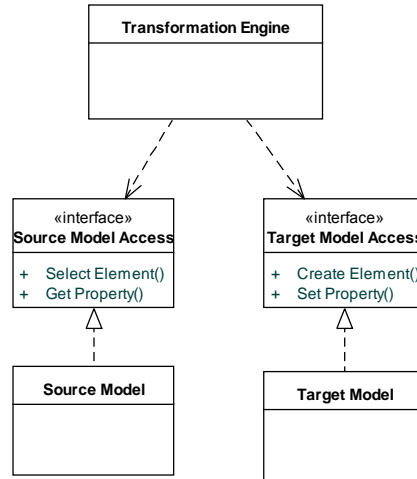 Transformation Engine
«interface»
Source Model Access
+ Select Element()
+ Get Property()
«interface»
Target Model Access
+ Create Element()
+ Set Property()
Source Model
Target Model